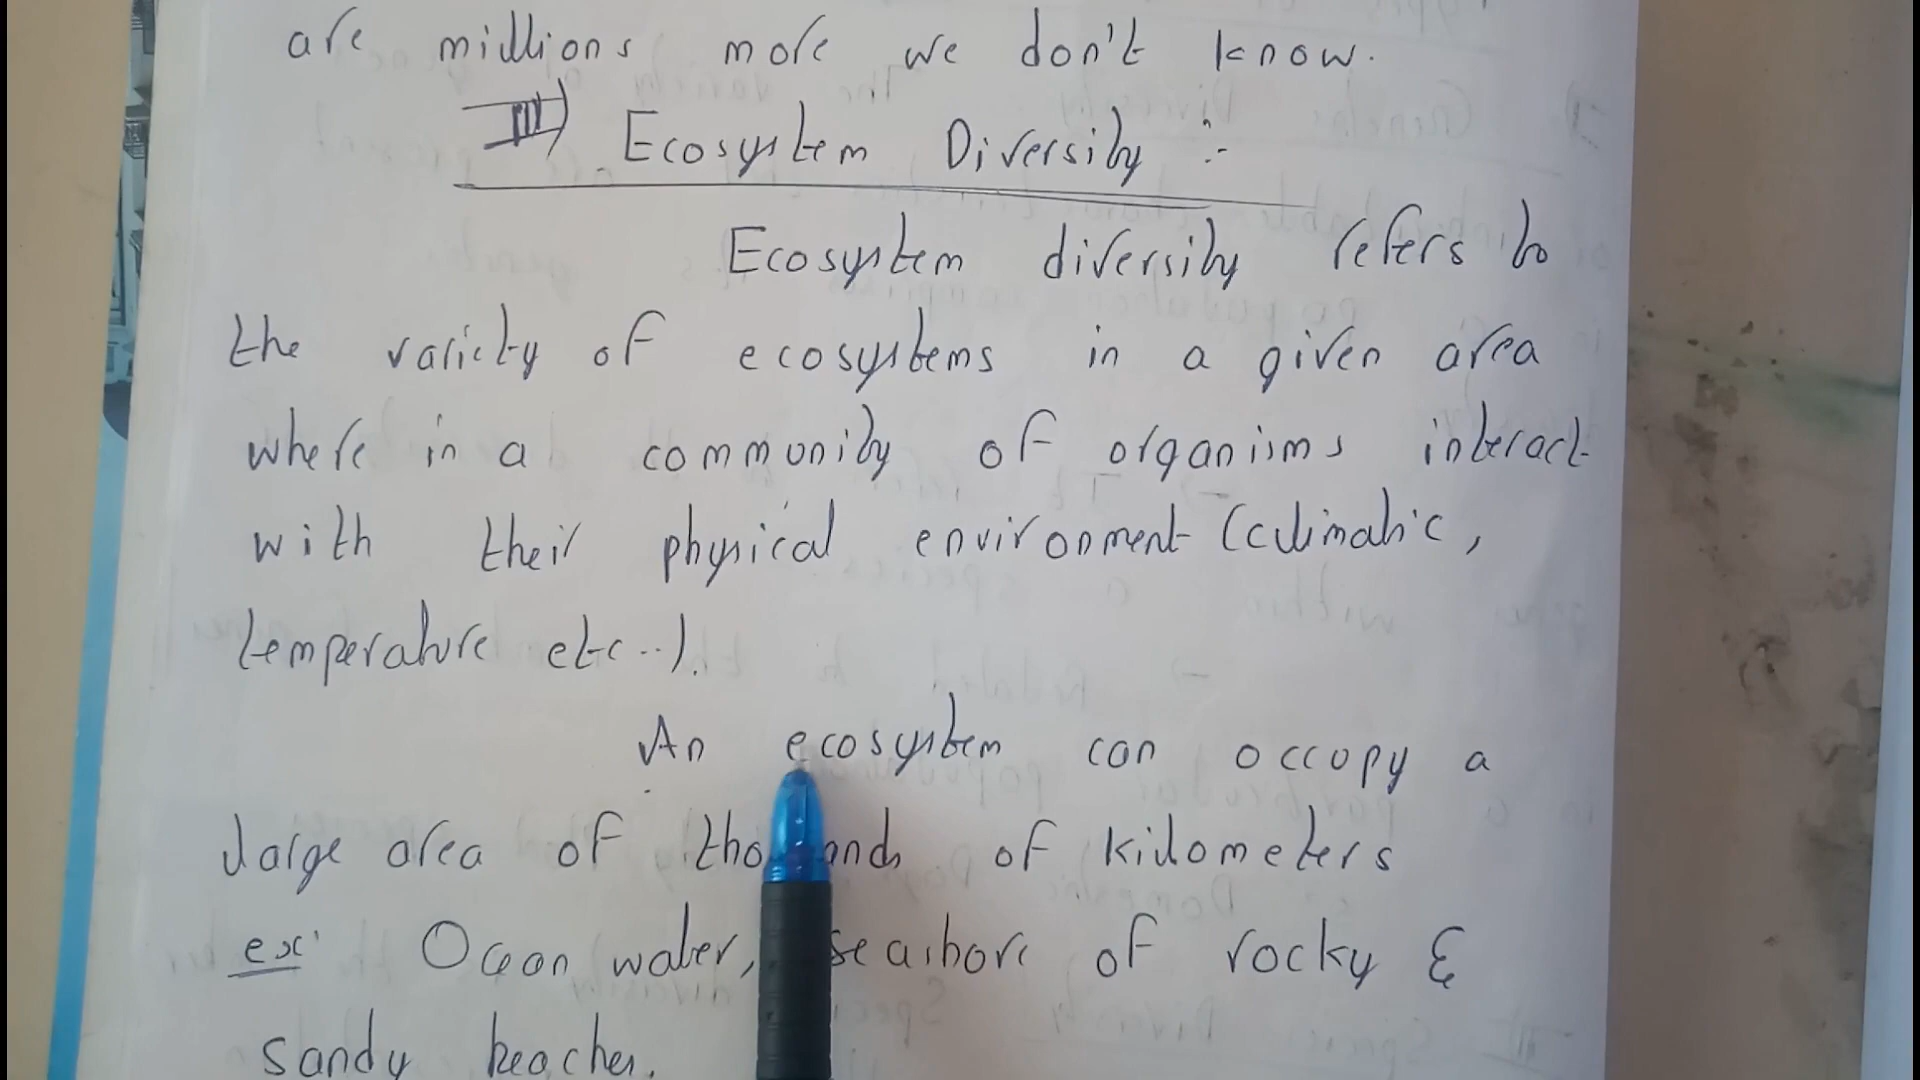 are millions more we don't know.
III) Ecosystem Diversity :-
Ecosystem diversity refers to
the variety of ecosystems in a given area
where in a community of organisms interact
with their physical environment (climatic,
temperature etc..).
An ecosystem can occupy a
large area of thousands of kilometers
ex: Ocean water, seashore of rocky &
sandy beaches.